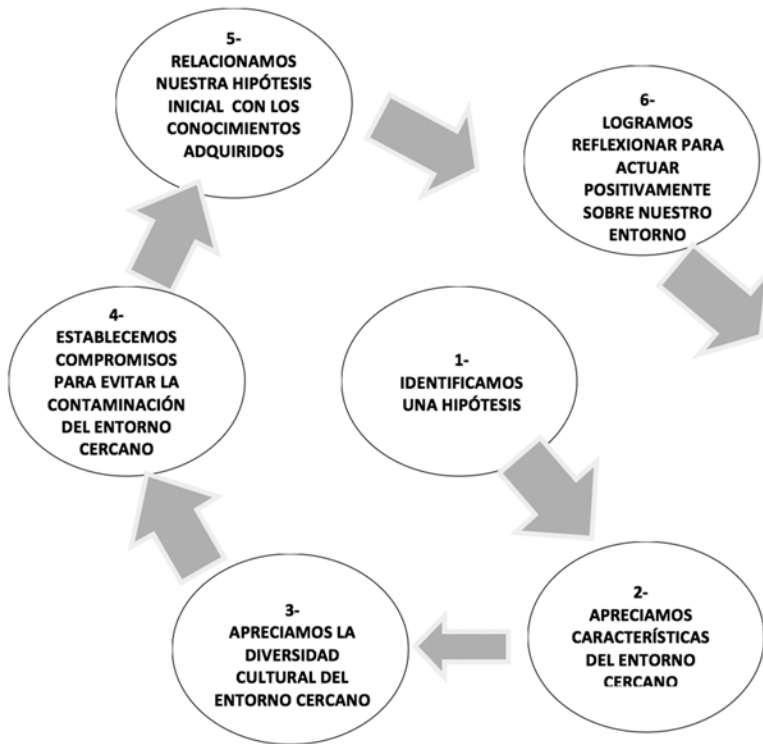 1-
IDENTIFICAMOS
UNA HIPÓTESIS
2-
APRECIAMOS
CARACTERÍSTICAS
DEL ENTORNO
CERCANO
3-
APRECIAMOS LA
DIVERSIDAD
CULTURAL DEL
ENTORNO CERCANO
4-
ESTABLECEMOS
COMPROMISOS
PARA EVITAR LA
CONTAMINACIÓN
DEL ENTORNO
CERCANO
5-
RELACIONAMOS
NUESTRA HIPÓTESIS
INICIAL CON LOS
CONOCIMIENTOS
ADQUIRIDOS
6-
LOGRAMOS
REFLEXIONAR PARA
ACTUAR
POSITIVAMENTE
SOBRE NUESTRO
ENTORNO